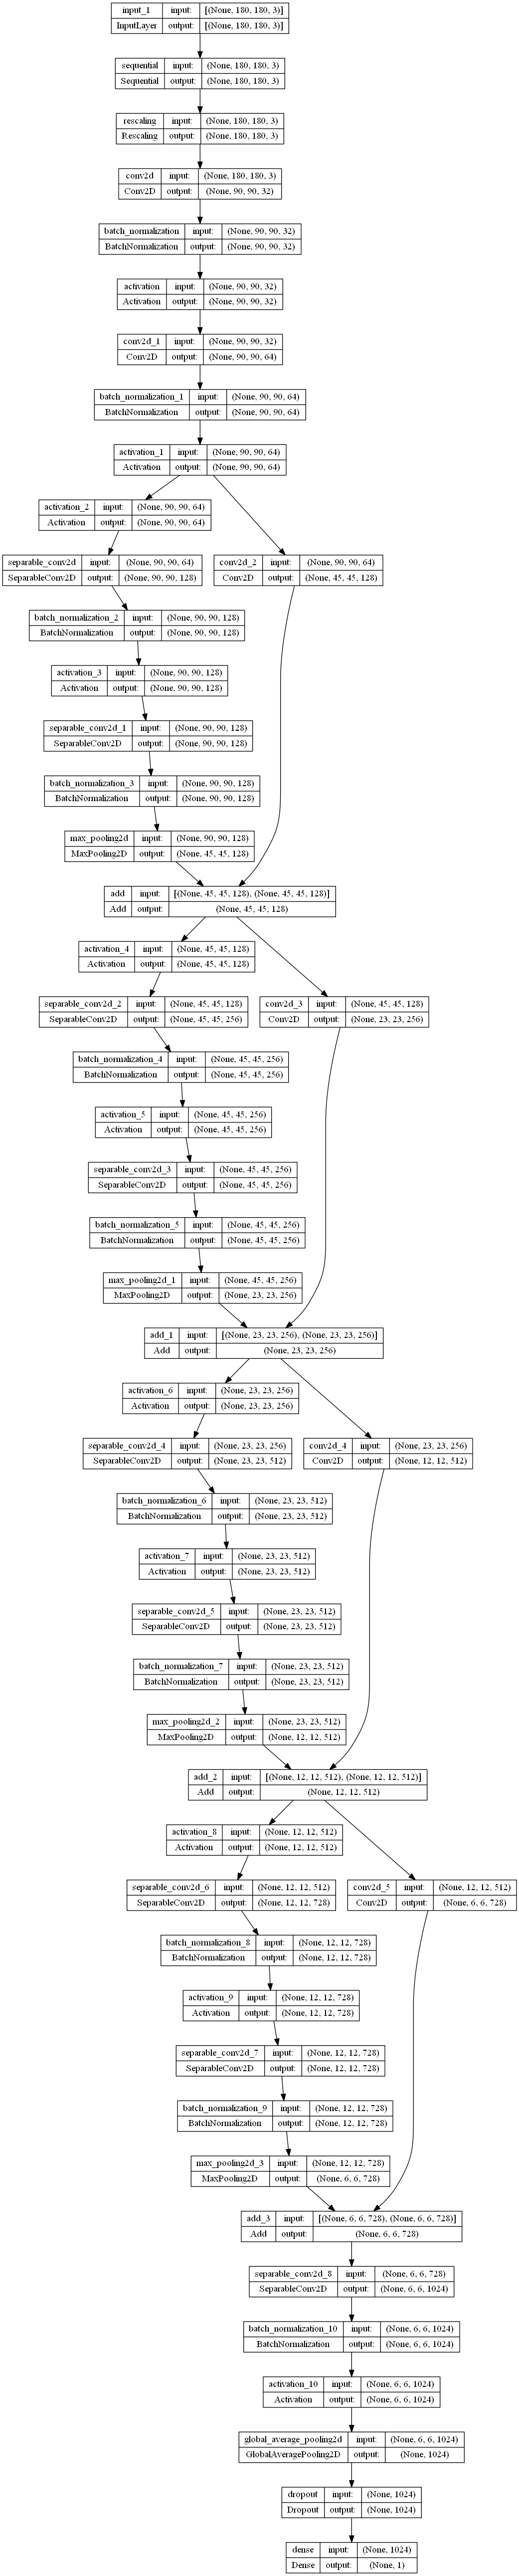 input_1 input: [(None, 180, 180, 3)]
InputLayer output: [(None, 180, 180, 3)]
sequential input: (None, 180, 180, 3)
Sequential output: (None, 180, 180, 3)
rescaling input: (None, 180, 180, 3)
Rescaling output: (None, 180, 180, 3)
conv2d input: (None, 180, 180, 3)
Conv2D output: (None, 90, 90, 32)
batch_normalization input: (None, 90, 90, 32)
BatchNormalization output: (None, 90, 90, 32)
activation input: (None, 90, 90, 32)
Activation output: (None, 90, 90, 32)
conv2d_1 input: (None, 90, 90, 32)
Conv2D output: (None, 90, 90, 64)
batch_normalization_1 input: (None, 90, 90, 64)
BatchNormalization output: (None, 90, 90, 64)
activation_1 input: (None, 90, 90, 64)
Activation output: (None, 90, 90, 64)
activation_2 input: (None, 90, 90, 64)
Activation output: (None, 90, 90, 64)
separable_conv2d input: (None, 90, 90, 64)
SeparableConv2D output: (None, 90, 90, 128)
conv2d_2 input: (None, 90, 90, 64)
Conv2D output: (None, 45, 45, 128)
batch_normalization_2 input: (None, 90, 90, 128)
BatchNormalization output: (None, 90, 90, 128)
activation_3 input: (None, 90, 90, 128)
Activation output: (None, 90, 90, 128)
separable_conv2d_1 input: (None, 90, 90, 128)
SeparableConv2D output: (None, 90, 90, 128)
batch_normalization_3 input: (None, 90, 90, 128)
BatchNormalization output: (None, 90, 90, 128)
max_pooling2d input: (None, 90, 90, 128)
MaxPooling2D output: (None, 45, 45, 128)
add input: [(None, 45, 45, 128), (None, 45, 45, 128)]
Add output: (None, 45, 45, 128)
activation_4 input: (None, 45, 45, 128)
Activation output: (None, 45, 45, 128)
separable_conv2d_2 input: (None, 45, 45, 128)
SeparableConv2D output: (None, 45, 45, 256)
conv2d_3 input: (None, 45, 45, 128)
Conv2D output: (None, 23, 23, 256)
batch_normalization_4 input: (None, 45, 45, 256)
BatchNormalization output: (None, 45, 45, 256)
activation_5 input: (None, 45, 45, 256)
Activation output: (None, 45, 45, 256)
separable_conv2d_3 input: (None, 45, 45, 256)
SeparableConv2D output: (None, 45, 45, 256)
batch_normalization_5 input: (None, 45, 45, 256)
BatchNormalization output: (None, 45, 45, 256)
max_pooling2d_1 input: (None, 45, 45, 256)
MaxPooling2D output: (None, 23, 23, 256)
add_1 input: [(None, 23, 23, 256), (None, 23, 23, 256)]
Add output: (None, 23, 23, 256)
activation_6 input: (None, 23, 23, 256)
Activation output: (None, 23, 23, 256)
separable_conv2d_4 input: (None, 23, 23, 256)
SeparableConv2D output: (None, 23, 23, 512)
conv2d_4 input: (None, 23, 23, 256)
Conv2D output: (None, 12, 12, 512)
batch_normalization_6 input: (None, 23, 23, 512)
BatchNormalization output: (None, 23, 23, 512)
activation_7 input: (None, 23, 23, 512)
Activation output: (None, 23, 23, 512)
separable_conv2d_5 input: (None, 23, 23, 512)
SeparableConv2D output: (None, 23, 23, 512)
batch_normalization_7 input: (None, 23, 23, 512)
BatchNormalization output: (None, 23, 23, 512)
max_pooling2d_2 input: (None, 23, 23, 512)
MaxPooling2D output: (None, 12, 12, 512)
add_2 input: [(None, 12, 12, 512), (None, 12, 12, 512)]
Add output: (None, 12, 12, 512)
activation_8 input: (None, 12, 12, 512)
Activation output: (None, 12, 12, 512)
separable_conv2d_6 input: (None, 12, 12, 512)
SeparableConv2D output: (None, 12, 12, 728)
conv2d_5 input: (None, 12, 12, 512)
Conv2D output: (None, 6, 6, 728)
batch_normalization_8 input: (None, 12, 12, 728)
BatchNormalization output: (None, 12, 12, 728)
activation_9 input: (None, 12, 12, 728)
Activation output: (None, 12, 12, 728)
separable_conv2d_7 input: (None, 12, 12, 728)
SeparableConv2D output: (None, 12, 12, 728)
batch_normalization_9 input: (None, 12, 12, 728)
BatchNormalization output: (None, 12, 12, 728)
max_pooling2d_3 input: (None, 12, 12, 728)
MaxPooling2D output: (None, 6, 6, 728)
add_3 input: [(None, 6, 6, 728), (None, 6, 6, 728)]
Add output: (None, 6, 6, 728)
separable_conv2d_8 input: (None, 6, 6, 728)
SeparableConv2D output: (None, 6, 6, 1024)
batch_normalization_10 input: (None, 6, 6, 1024)
BatchNormalization output: (None, 6, 6, 1024)
activation_10 input: (None, 6, 6, 1024)
Activation output: (None, 6, 6, 1024)
global_average_pooling2d input: (None, 6, 6, 1024)
GlobalAveragePooling2D output: (None, 1024)
dropout input: (None, 1024)
Dropout output: (None, 1024)
dense input: (None, 1024)
Dense output: (None, 1)